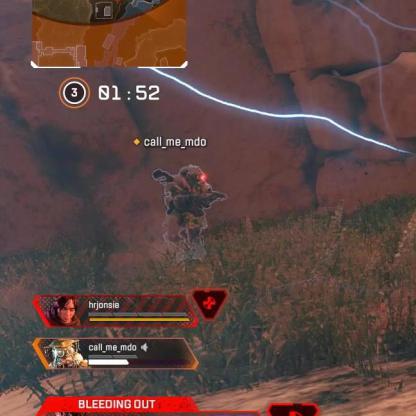 3
01:52
call_me_mdo
hrjonsie
call_me_mdo
BLEEDING OUT